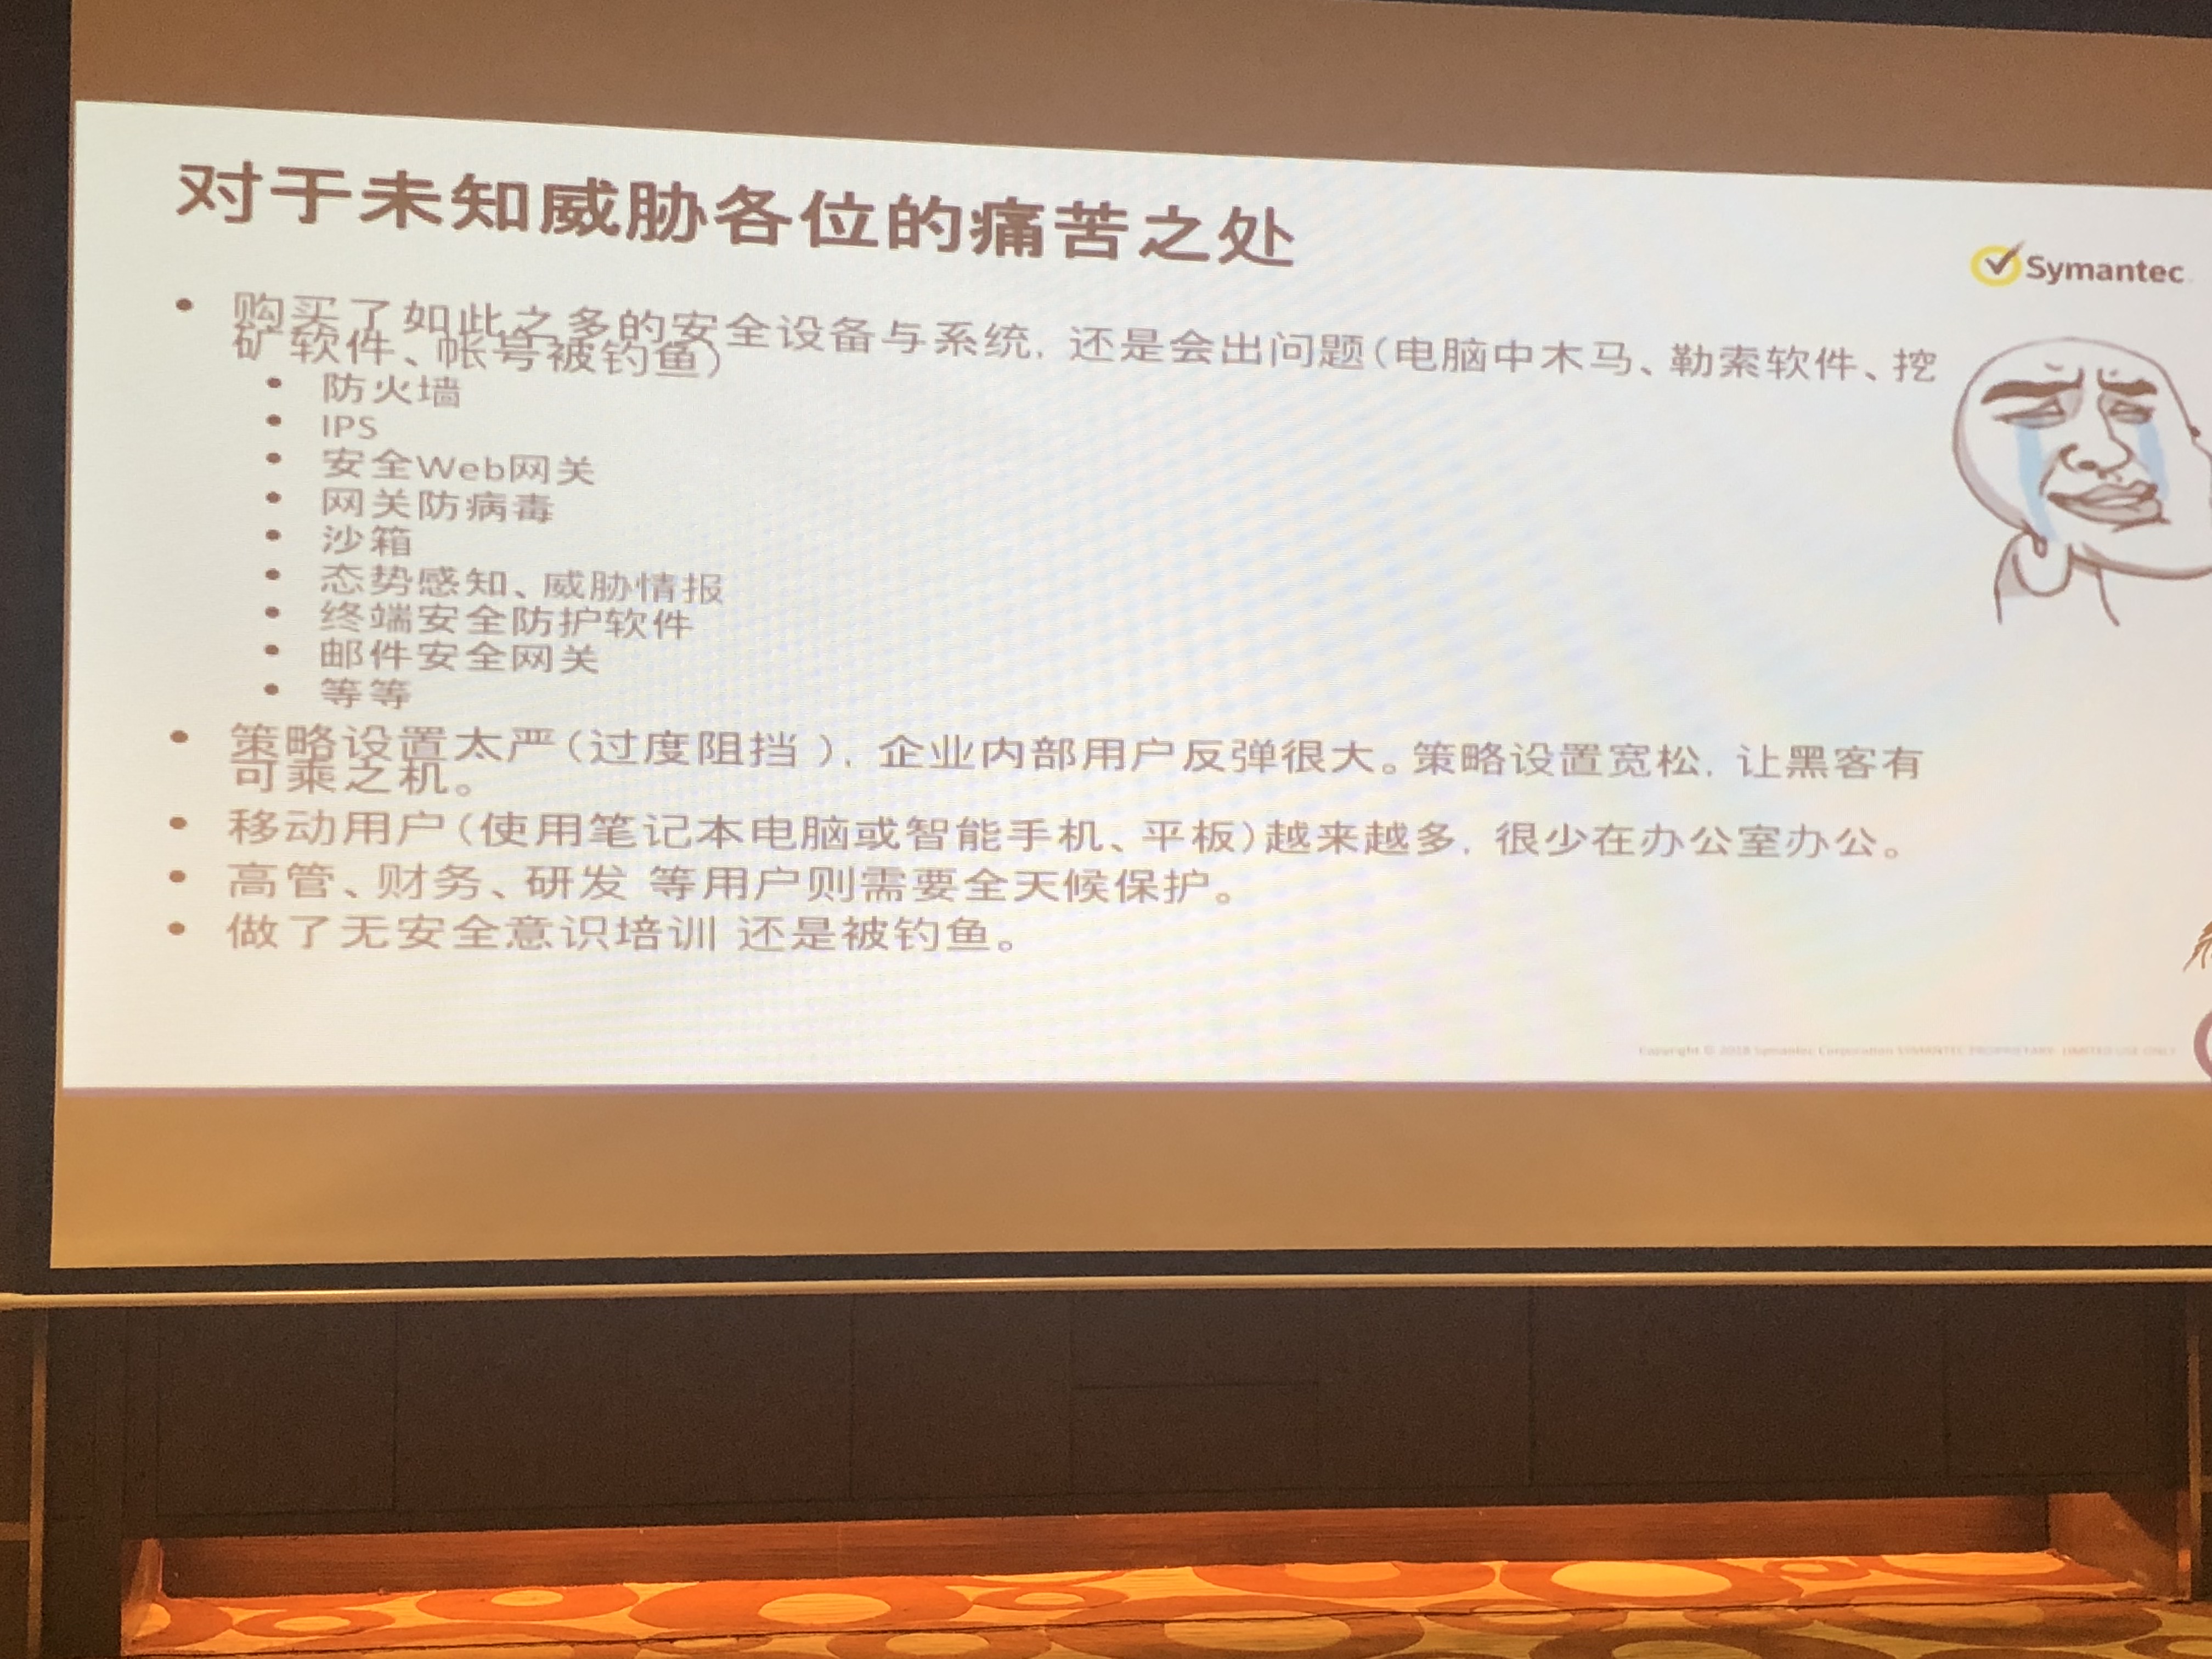 对于未知威胁各位的痛苦之处
Symantec
• 购买了如此之多的安全设备与系统, 还是会出问题(电脑中木马、勒索软件、挖
矿软件、帐号被钓鱼)
• 防火墙
• IPS
• 安全Web网关
• 网关防病毒
• 沙箱
• 态势感知、威胁情报
• 终端安全防护软件
• 邮件安全网关
• 等等
• 策略设置太严(过度阻挡 ), 企业内部用户反弹很大。策略设置宽松, 让黑客有
可乘之机。
• 移动用户(使用笔记本电脑或智能手机、平板)越来越多, 很少在办公室办公。
• 高管、财务、研发 等用户则需要全天候保护。
• 做了无安全意识培训 还是被钓鱼。
Copyright © 2018 Symantec Corporation SYMANTEC PROPRIETARY- LIMITED USE ONLY